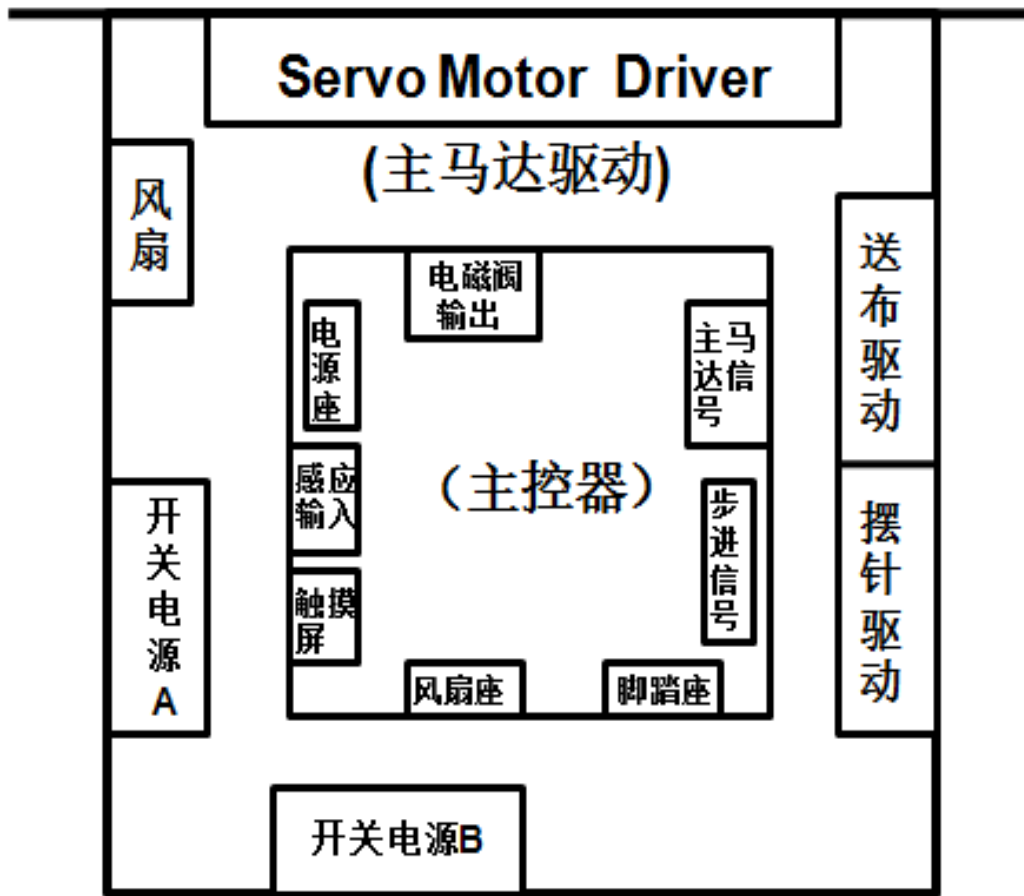 Servo Motor Driver
(主马达驱动)
风
扇
送
布
驱
动
电磁阀
输出
电
源
座
主马
达信
号
感应
输入
（主控器）
步
进
信
号
触摸
屏
风扇座
脚踏座
开
关
电
源
A
摆
针
驱
动
开关电源B